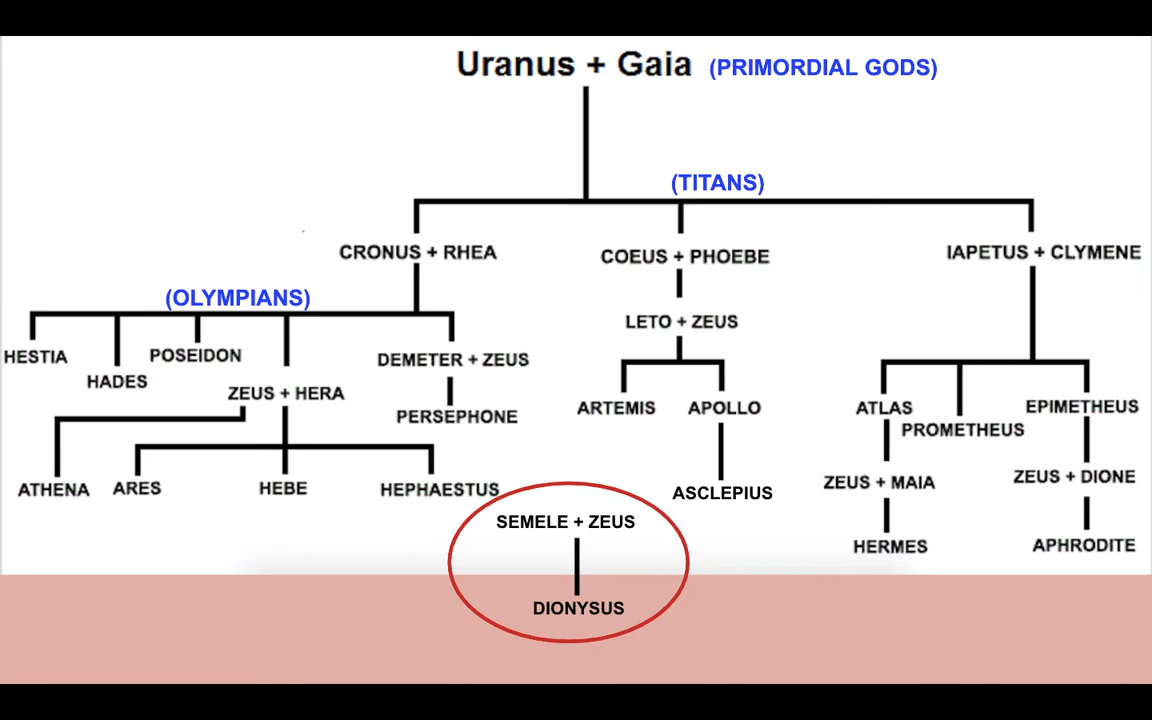 Uranus + Gaia (PRIMORDIAL GODS)
(TITANS)
CRONUS + RHEA
COEUS + PHOEBE
IAPETUS + CLYMENE
(OLYMPIANS)
LETO + ZEUS
HESTIA
HADES
POSEIDON
ZEUS + HERA
DEMETER + ZEUS
PERSEPHONE
ARTEMIS
APOLLO
ATLAS
PROMETHEUS
EPIMETHEUS
ATHENA
ARES
HEBE
HEPHAESTUS
ASCLEPIUS
ZEUS + MAIA
ZEUS + DIONE
SEMELE + ZEUS
HERMES
APHRODITE
DIONYSUS